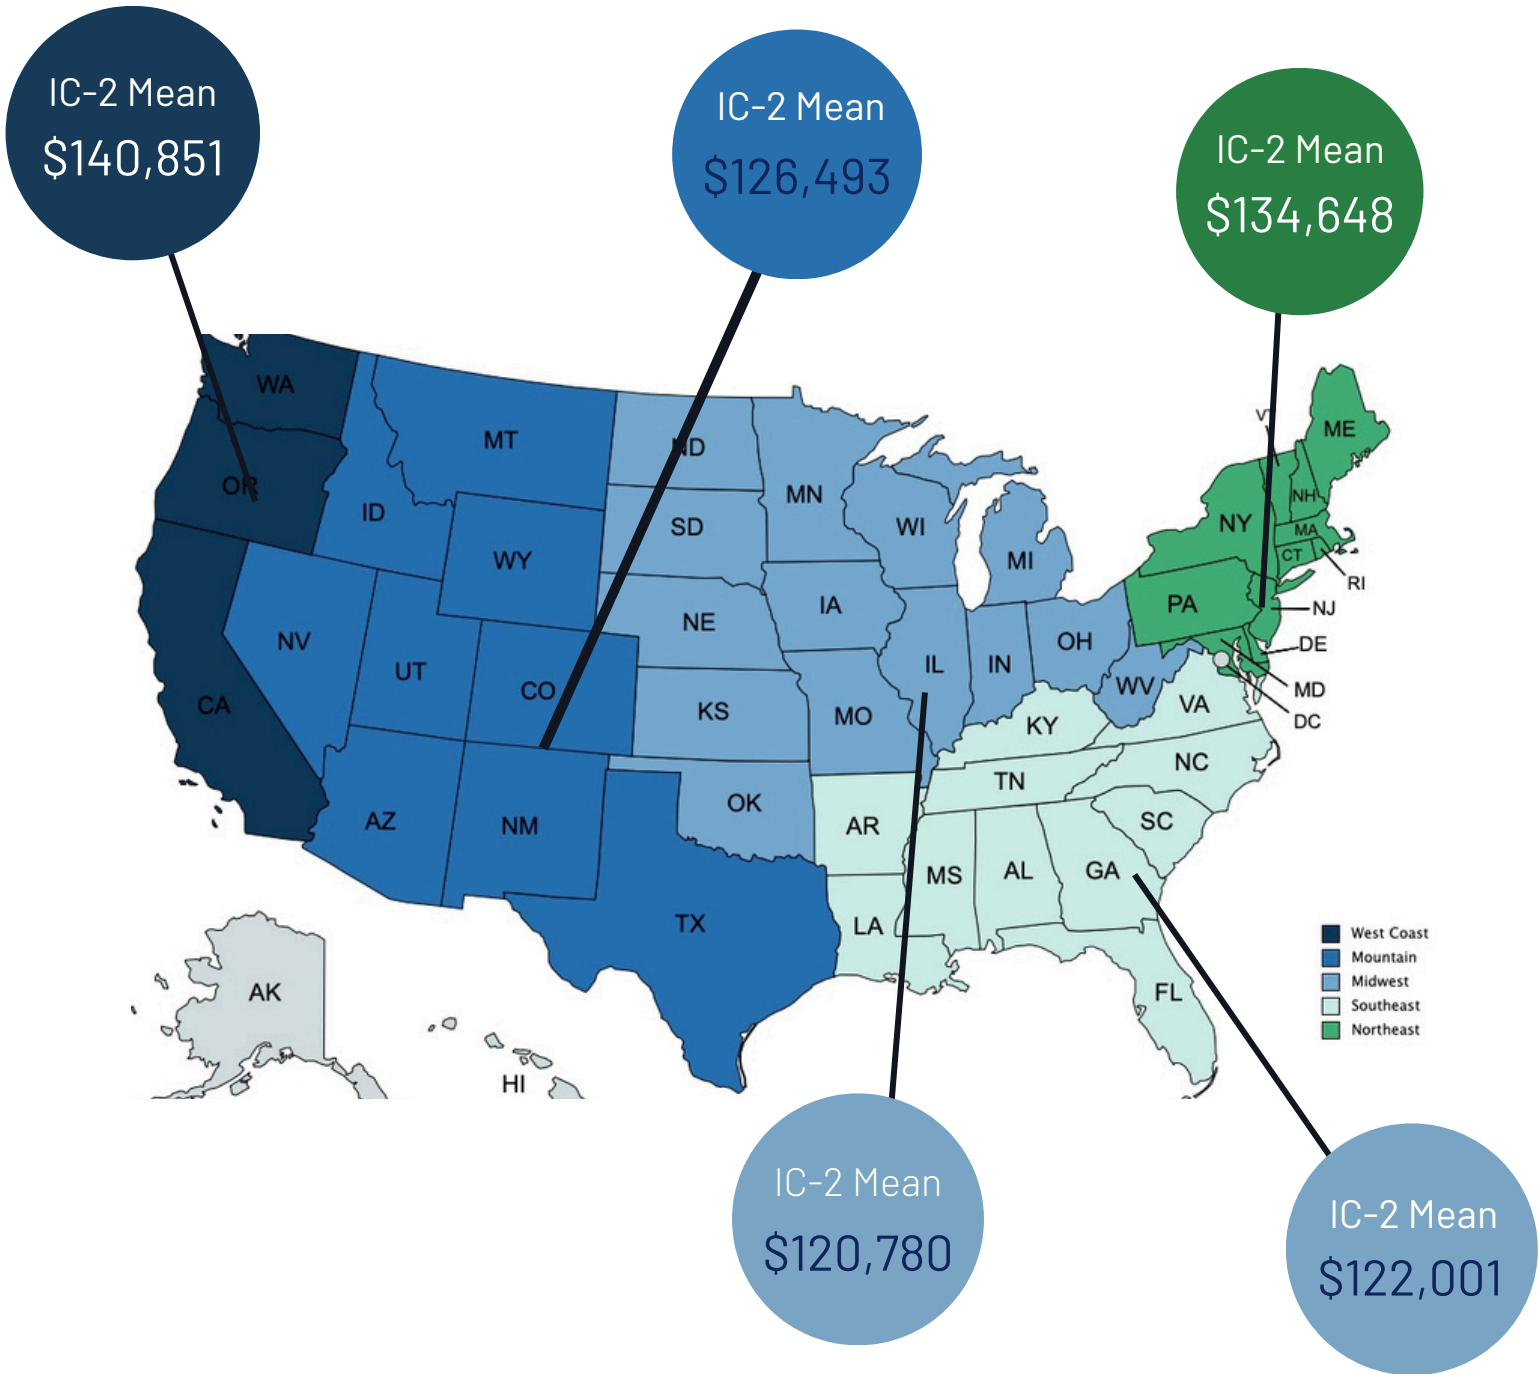 IC-2 Mean
$140,851
IC-2 Mean
$126,493
IC-2 Mean
$134,648
WA
OR
CA
ID
MT
WY
NV
UT
CO
AZ
NM
TX
ND
SD
NE
KS
OK
MN
IA
MO
WI
IL
MI
IN
OH
WV
KY
TN
AR
LA
MS
AL
GA
FL
SC
NC
VA
ME
VT
NH
NY
MA
CT
RI
PA
NJ
DE
MD
DC
AK
HI
West Coast
Mountain
Midwest
Southeast
Northeast
IC-2 Mean
$120,780
IC-2 Mean
$122,001